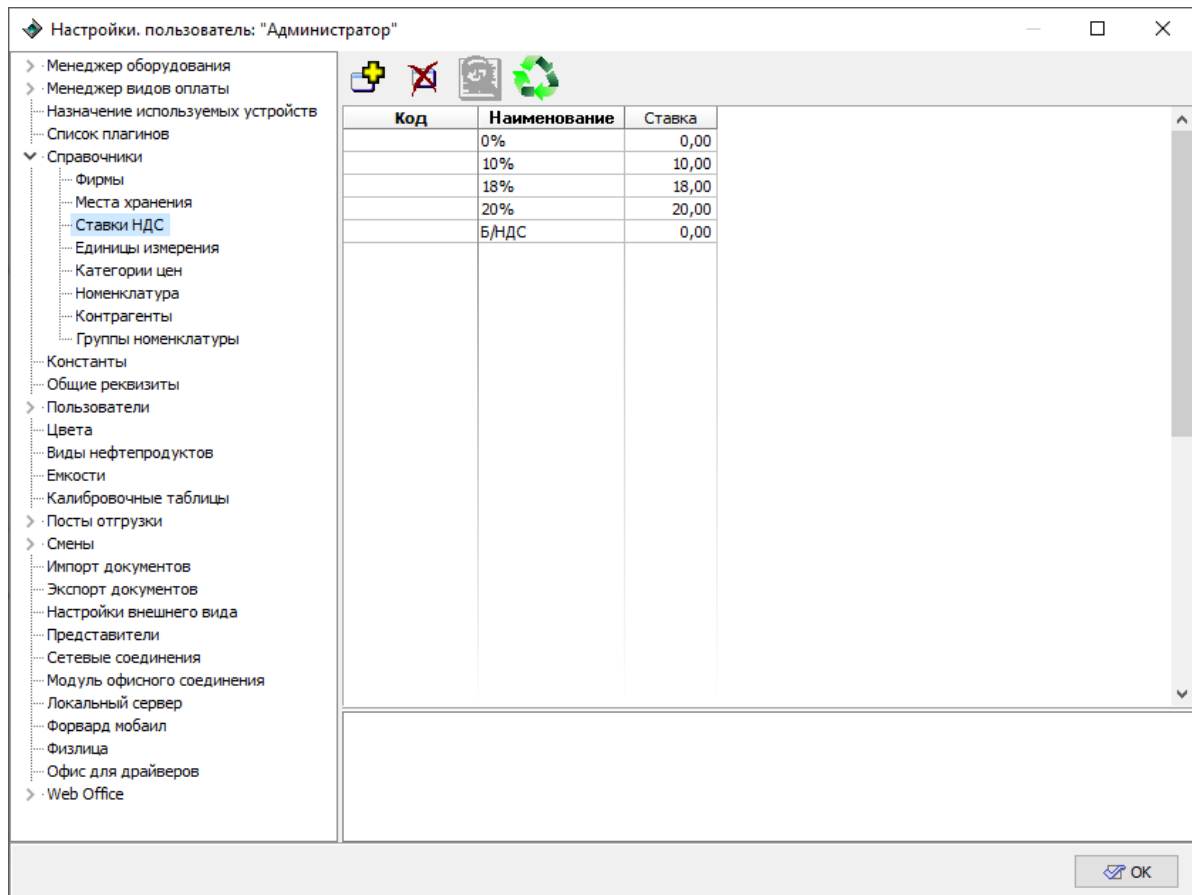 Настройки. пользователь: "Администратор"
Менеджер оборудования
Менеджер видов оплаты
Назначение используемых устройств
Список плагинов
Справочники
Фирмы
Места хранения
Ставки НДС
Единицы измерения
Категории цен
Номенклатура
Контрагенты
Группы номенклатуры
Константы
Общие реквизиты
Пользователи
Цвета
Виды нефтепродуктов
Емкости
Калибровочные таблицы
Посты отгрузки
Смены
Импорт документов
Экспорт документов
Настройки внешнего вида
Представители
Сетевые соединения
Модуль офисного соединения
Локальный сервер
Форвард мобаил
Физлица
Офис для драйверов
Web Office
Код Наименование Ставка
0% 0,00
10% 10,00
18% 18,00
20% 20,00
Б/НДС 0,00
OK